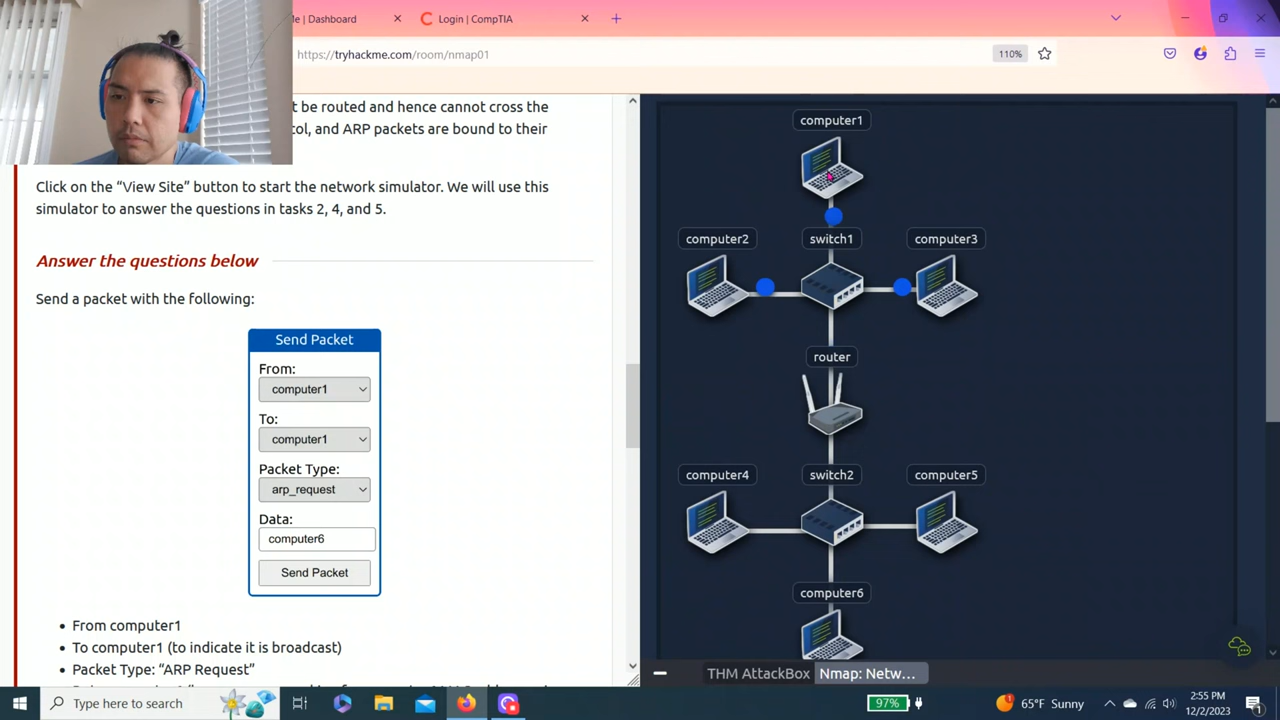 Me | Dashboard
Login | CompTIA
https://tryhackme.com/room/nmap01
110%
t be routed and hence cannot cross the
ol, and ARP packets are bound to their
Click on the “View Site” button to start the network simulator. We will use this
simulator to answer the questions in tasks 2, 4, and 5.
Answer the questions below
Send a packet with the following:
Send Packet
From:
computer1
To:
computer1
Packet Type:
arp_request
Data:
computer6
Send Packet
From computer1
To computer1 (to indicate it is broadcast)
Packet Type: “ARP Request”
computer1
computer2
switch1
computer3
router
computer4
switch2
computer5
computer6
THM AttackBox
Nmap: Netw...
Type here to search
97%
1
65°F Sunny
2:55 PM
12/2/2023
1